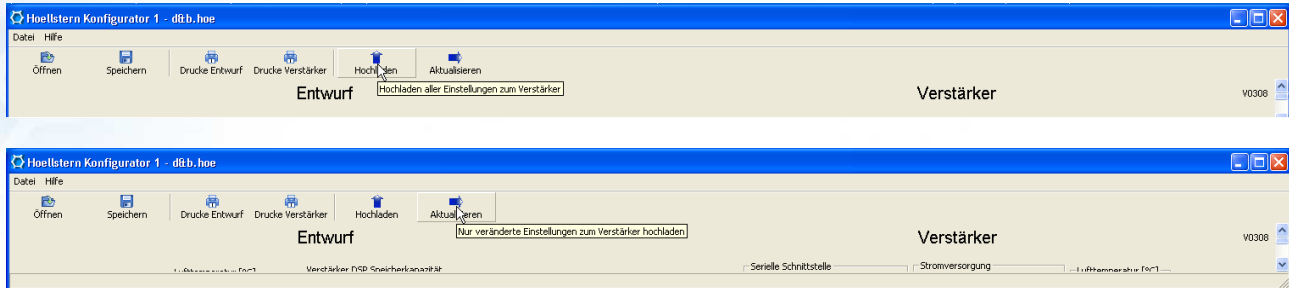 Hoellstern Konfigurator 1 - d&b.hoe
Datei Hilfe
Öffnen Speichern Drucke Entwurf Drucke Verstärker Aktualisieren
Hochladen aller Einstellungen zum Verstärker
Entwurf Verstärker V0308
Hoellstern Konfigurator 1 - d&b.hoe
Datei Hilfe
Öffnen Speichern Drucke Entwurf Drucke Verstärker Hochladen
Nur veränderte Einstellungen zum Verstärker hochladen
Entwurf Verstärker V0308
Lufttemperatur [°C] Verstärker DSP Speicherkapazität Serielle Schnittstelle Stromversorgung Lufttemperatur [°C]